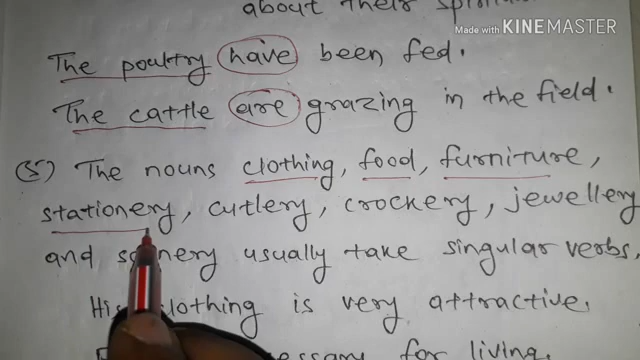 about their
Made with KINEMASTER
The poultry have been fed.
The cattle are grazing in the field.
(5) The nouns clothing, food, furniture,
stationery, cutlery, crockery, jewellery
and usually take singular verbs.
clothing is very attractive.
for living.